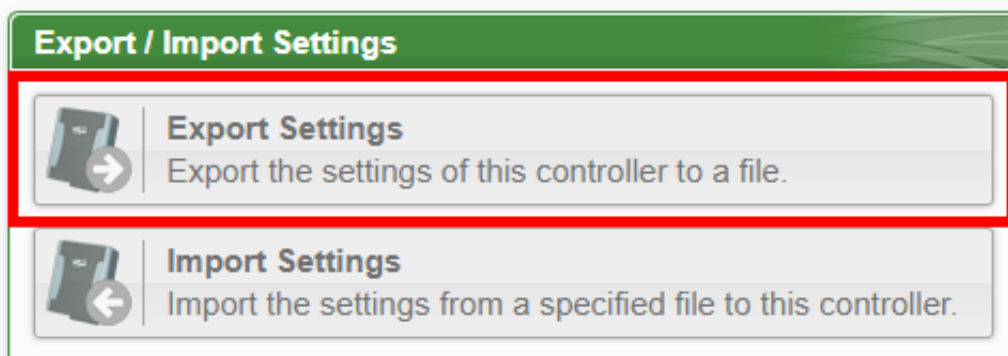 Export / Import Settings
Export Settings
Export the settings of this controller to a file.
Import Settings
Import the settings from a specified file to this controller.